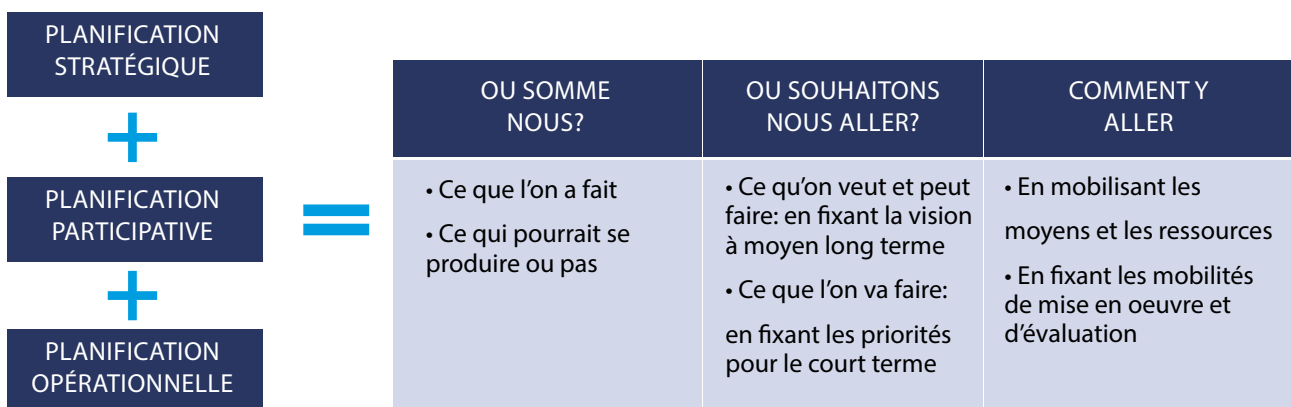 PLANIFICATION
STRATÉGIQUE
+
PLANIFICATION
PARTICIPATIVE
+
PLANIFICATION
OPÉRATIONNELLE
=
OU SOMME
NOUS?
• Ce que l'on a fait
• Ce qui pourrait se
produire ou pas
OU SOUHAITONS
NOUS ALLER?
• Ce qu'on veut et peut
faire: en fixant la vision
à moyen long terme
• Ce que l'on va faire:
en fixant les priorités
pour le court terme
COMMENT Y
ALLER
• En mobilisant les
moyens et les ressources
• En fixant les mobilités
de mise en oeuvre et
d'évaluation